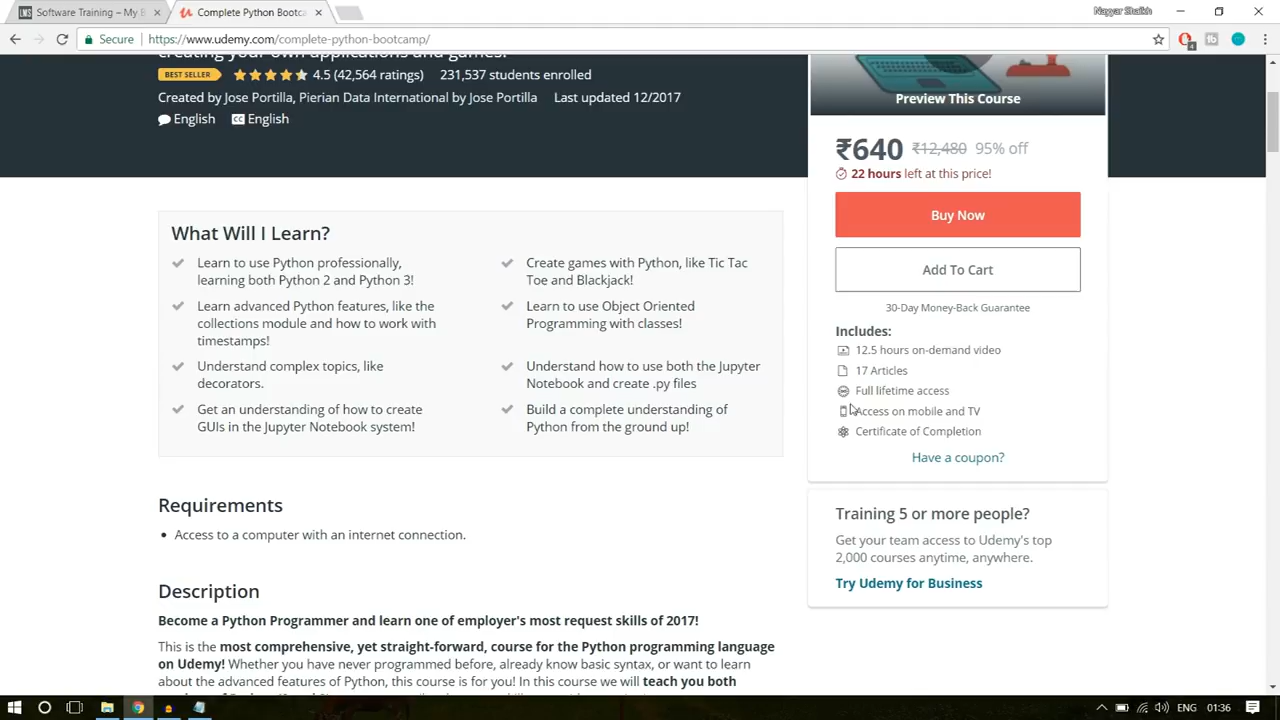 Software Training – My B
Complete Python Bootca
Nayyar Shaikh
Secure
https://www.udemy.com/complete-python-bootcamp/
creating your own applications and games!
BEST SELLER 4.5 (42,564 ratings) 231,537 students enrolled
Created by Jose Portilla, Pierian Data International by Jose Portilla Last updated 12/2017
English English
Preview This Course
₹640 ₹12,480 95% off
22 hours left at this price!
Buy Now
Add To Cart
30-Day Money-Back Guarantee
Includes:
12.5 hours on-demand video
17 Articles
Full lifetime access
Access on mobile and TV
Certificate of Completion
Have a coupon?
Training 5 or more people?
Get your team access to Udemy's top
2,000 courses anytime, anywhere.
Try Udemy for Business
What Will I Learn?
Learn to use Python professionally,
learning both Python 2 and Python 3!
Learn advanced Python features, like the
collections module and how to work with
timestamps!
Understand complex topics, like
decorators.
Get an understanding of how to create
GUIs in the Jupyter Notebook system!
Create games with Python, like Tic Tac
Toe and Blackjack!
Learn to use Object Oriented
Programming with classes!
Understand how to use both the Jupyter
Notebook and create .py files
Build a complete understanding of
Python from the ground up!
Requirements
Access to a computer with an internet connection.
Description
Become a Python Programmer and learn one of employer's most request skills of 2017!
This is the most comprehensive, yet straight-forward, course for the Python programming language
on Udemy! Whether you have never programmed before, already know basic syntax, or want to learn
about the advanced features of Python, this course is for you! In this course we will teach you both
ENG 01:36